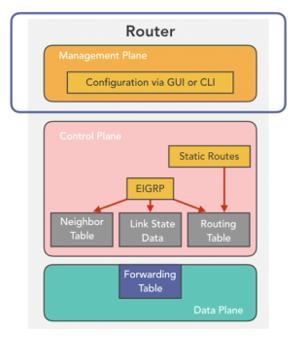 Router
Management Plane
Configuration via GUI or CLI
Control Plane
Static Routes
EIGRP
Neighbor
Table
Link State
Data
Routing
Table
Forwarding
Table
Data Plane